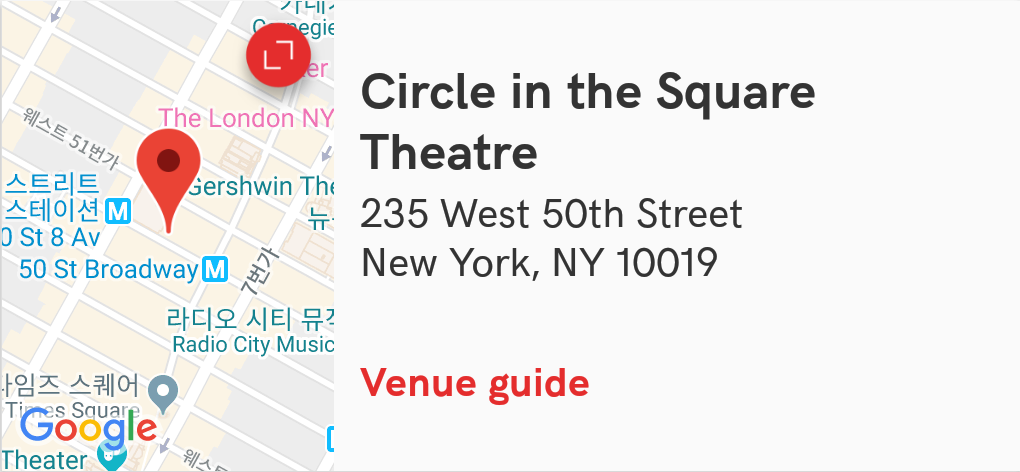 Circle in the Square
Theatre
235 West 50th Street
New York, NY 10019
Venue guide
The London NY
웨스트 51번가
Gershwin The
스트리트
스테이션 M
0 St 8 Av
50 St Broadway M
7번가
라디오 시티 뮤직
Radio City Music
타임즈 스퀘어
Times Square
Google
Theater